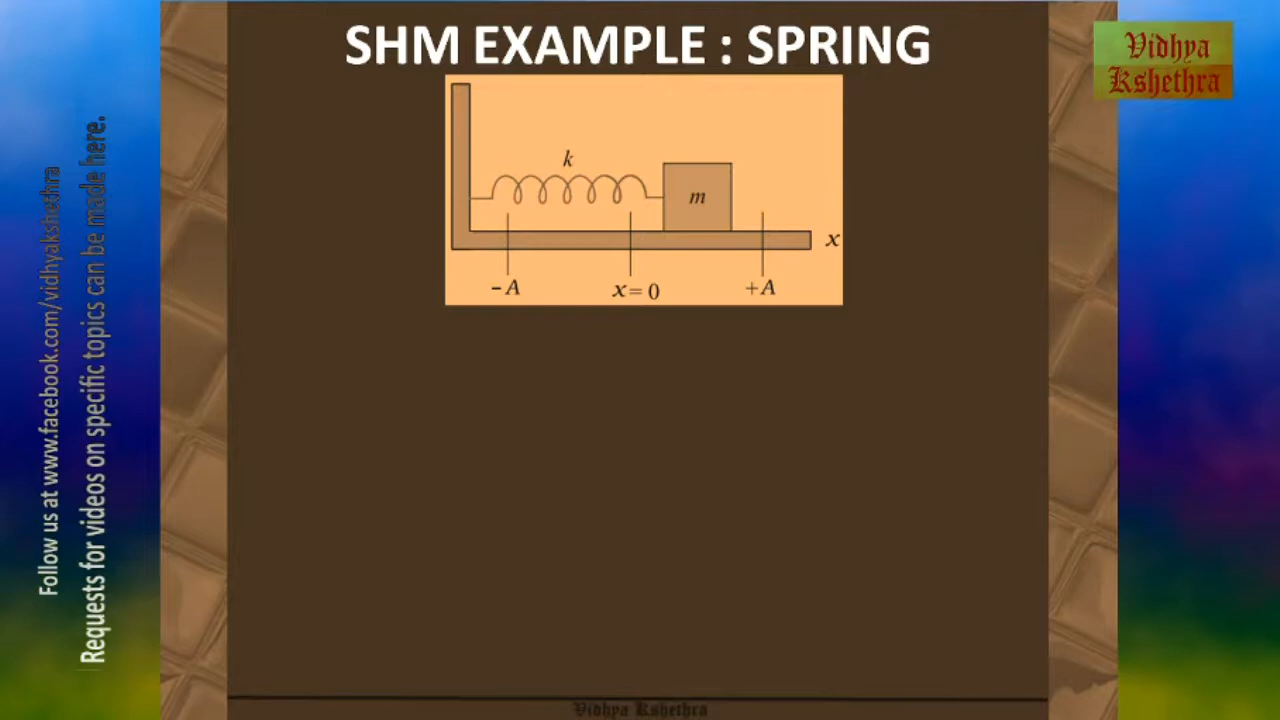 SHM EXAMPLE : SPRING
Vidhya
Kshethra
k
m
x
-A
x=0
+A
Follow us at www.facebook.com/vidhyakshethra
Requests for videos on specific topics can be made here.
Vidhya Kshethra